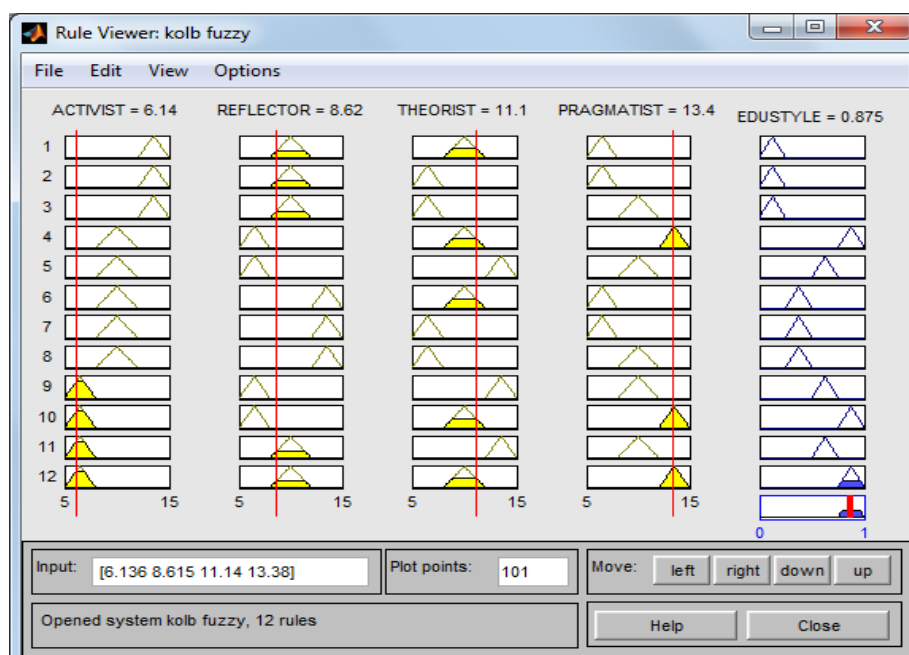 Rule Viewer: kolb fuzzy
File Edit View Options
ACTIVIST = 6.14 REFLECTOR = 8.62 THEORIST = 11.1 PRAGMATIST = 13.4 EDUSTYLE = 0.875
1
2
3
4
5
6
7
8
9
10
11
12
5 15 5 15 5 15 5 15
0 1
Input: [6.136 8.615 11.14 13.38] Plot points: 101 Move: left right down up
Opened system kolb fuzzy, 12 rules Help Close